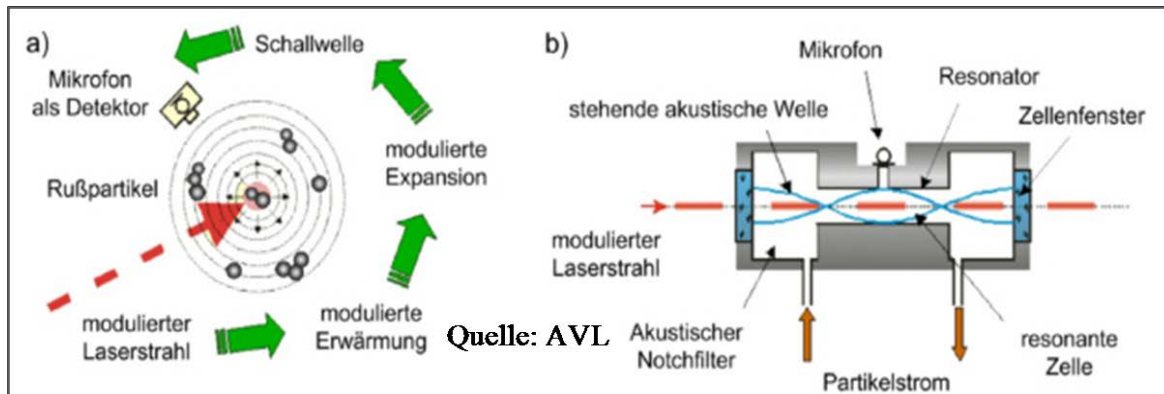 a)
Schallwelle
Mikrofon
als Detektor
Rußpartikel
modulierte
Expansion
modulierter
Laserstrahl
modulierte
Erwärmung
Quelle: AVL
b)
Mikrofon
Resonator
stehende akustische Welle
Zellenfenster
modulierter
Laserstrahl
Akustischer
Notchfilter
resonante
Zelle
Partikelstrom